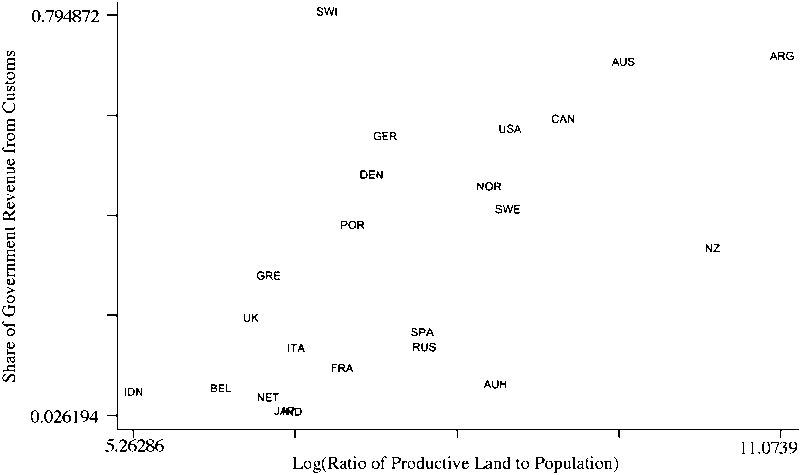 0.794872
SWI
ARG
AUS
CAN
USA
GER
DEN
NOR
SWE
POR
NZ
GRE
UK
SPA
ITA
RUS
FRA
AUH
IDN
BEL
NET
0.026194
5.26286
11.0739
Log(Ratio of Productive Land to Population)
Share of Government Revenue from Customs